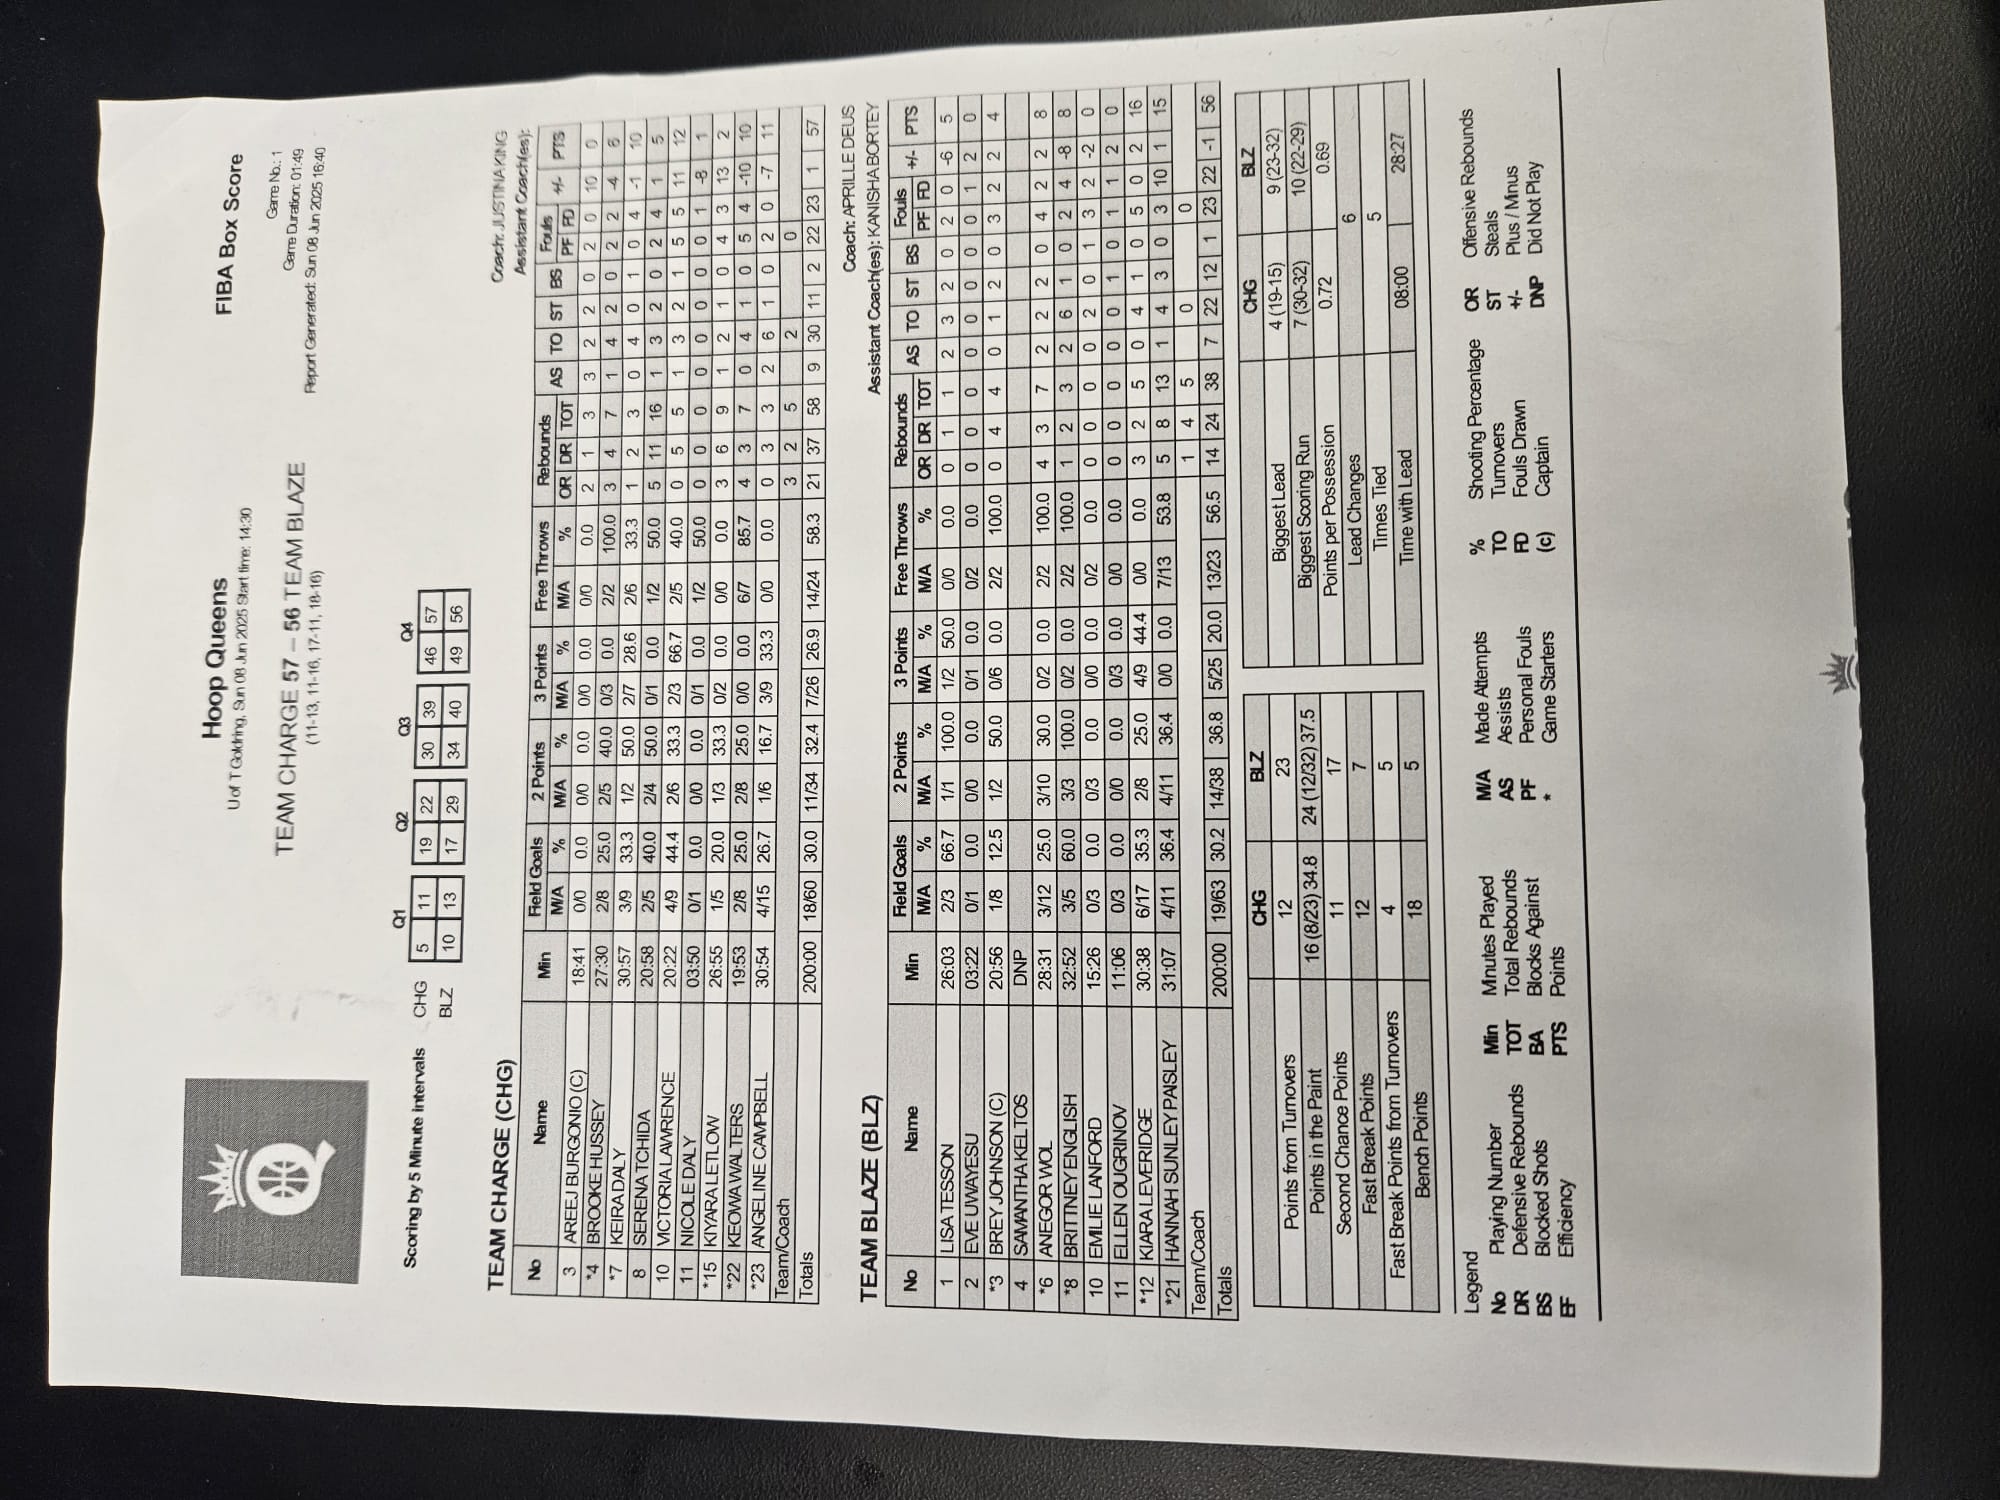 Hoop Queens
FIBA Box Score
U of T Goldring, Sun 08 Jun 2025 Start time: 14:30
Game No.: 1
TEAM CHARGE 57 – 56 TEAM BLAZE
Game Duration: 01:49
(11-13, 11-16, 17-11, 18-16)
Report Generated: Sun 08 Jun 2025 16:40
Q
Scoring by 5 Minute intervals
Q1 Q2 Q3 Q4
CHG 5 11 19 22 30 39 46 57
BLZ 10 13 17 29 34 40 49 56
TEAM CHARGE (CHG)
Coach: JUSTINA KING
Assistant Coach(es):
No Name Min Field Goals 2 Points 3 Points Free Throws Rebounds AS TO ST BS Fouls +/- PTS
M/A % M/A % M/A % M/A % OR DR TOT PF FD
3 AREEJ BURGONIO (C) 18:41 0/0 0.0 0/0 0.0 0/0 0.0 0/0 0.0 2 1 3 3 2 2 0 2 0 10 0
*4 BROOKE HUSSEY 27:30 2/8 25.0 2/5 40.0 0/3 0.0 2/2 100.0 3 4 7 1 4 2 0 2 2 -4 6
*7 KEIRA DALY 30:57 3/9 33.3 1/2 50.0 2/7 28.6 2/6 33.3 1 2 3 0 4 0 1 0 4 -1 10
8 SERENA TCHIDA 20:58 2/5 40.0 2/4 50.0 0/1 0.0 1/2 50.0 5 11 16 1 3 2 0 2 4 1 5
10 VICTORIA LAWRENCE 20:22 4/9 44.4 2/6 33.3 2/3 66.7 2/5 40.0 0 5 5 1 3 2 1 5 5 11 12
11 NICOLE DALY 03:50 0/1 0.0 0/0 0.0 0/1 0.0 1/2 50.0 0 0 0 0 0 0 0 0 1 -8 1
*15 KIYARA LETLOW 26:55 1/5 20.0 1/3 33.3 0/2 0.0 0/0 0.0 3 6 9 1 2 1 0 4 3 13 2
*22 KEOWA WALTERS 19:53 2/8 25.0 2/8 25.0 0/0 0.0 6/7 85.7 4 3 7 0 4 1 0 5 4 -10 10
*23 ANGELINE CAMPBELL 30:54 4/15 26.7 1/6 16.7 3/9 33.3 0/0 0.0 0 3 3 2 6 1 0 2 0 -7 11
Team/Coach 3 2 5 2 0
Totals 200:00 18/60 30.0 11/34 32.4 7/26 26.9 14/24 58.3 21 37 58 9 30 11 2 22 23 1 57
TEAM BLAZE (BLZ)
Coach: APRILLE DEUS
Assistant Coach(es): KANISHA BORTEY
No Name Min Field Goals 2 Points 3 Points Free Throws Rebounds AS TO ST BS Fouls +/- PTS
M/A % M/A % M/A % M/A % OR DR TOT PF FD
1 LISA TESSON 26:03 2/3 66.7 1/1 100.0 1/2 50.0 0/0 0.0 0 1 1 2 3 2 0 2 0 -6 5
2 EVE UWAYESU 03:22 0/1 0.0 0/0 0.0 0/1 0.0 0/2 0.0 0 0 0 0 0 0 0 0 1 2 0
*3 BREY JOHNSON (C) 20:56 1/8 12.5 1/2 50.0 0/6 0.0 2/2 100.0 0 4 4 0 1 2 0 3 2 2 4
4 SAMANTHA KELTOS DNP
*6 ANEGOR WOL 28:31 3/12 25.0 3/10 30.0 0/2 0.0 2/2 100.0 4 3 7 2 2 2 0 4 2 2 8
*8 BRITTNEY ENGLISH 32:52 3/5 60.0 3/3 100.0 0/2 0.0 2/2 100.0 1 2 3 2 6 1 0 2 4 -8 8
10 EMILIE LANFORD 15:26 0/3 0.0 0/3 0.0 0/0 0.0 0/2 0.0 0 0 0 0 2 0 1 3 2 -2 0
11 ELLEN OUGRINOV 11:06 0/3 0.0 0/0 0.0 0/3 0.0 0/0 0.0 0 0 0 0 0 1 0 1 1 2 0
*12 KIARA LEVERIDGE 30:38 6/17 35.3 2/8 25.0 4/9 44.4 0/0 0.0 3 2 5 0 4 1 0 5 0 2 16
*21 HANNAH SUNLEY PAISLEY 31:07 4/11 36.4 4/11 36.4 0/0 0.0 7/13 53.8 5 8 13 1 4 3 0 3 10 1 15
Team/Coach 1 4 5 0 0
Totals 200:00 19/63 30.2 14/38 36.8 5/25 20.0 13/23 56.5 14 24 38 7 22 12 1 23 22 -1 56
CHG BLZ
Points from Turnovers 12 23
Points in the Paint 16 (8/23) 34.8 24 (12/32) 37.5
Second Chance Points 11 17
Fast Break Points 12 7
Fast Break Points from Turnovers 4 5
Bench Points 18 5
CHG BLZ
Biggest Lead 4 (19-15) 9 (23-32)
Biggest Scoring Run 7 (30-32) 10 (22-29)
Points per Possession 0.72 0.69
Lead Changes 6
Times Tied 5
Time with Lead 08:00 28:27
Legend
No Playing Number Min Minutes Played M/A Made Attempts % Shooting Percentage OR Offensive Rebounds
DR Defensive Rebounds TOT Total Rebounds AS Assists TO Turnovers ST Steals
BS Blocked Shots BA Blocks Against PF Personal Fouls FD Fouls Drawn +/- Plus / Minus
EF Efficiency PTS Points * Game Starters (c) Captain DNP Did Not Play